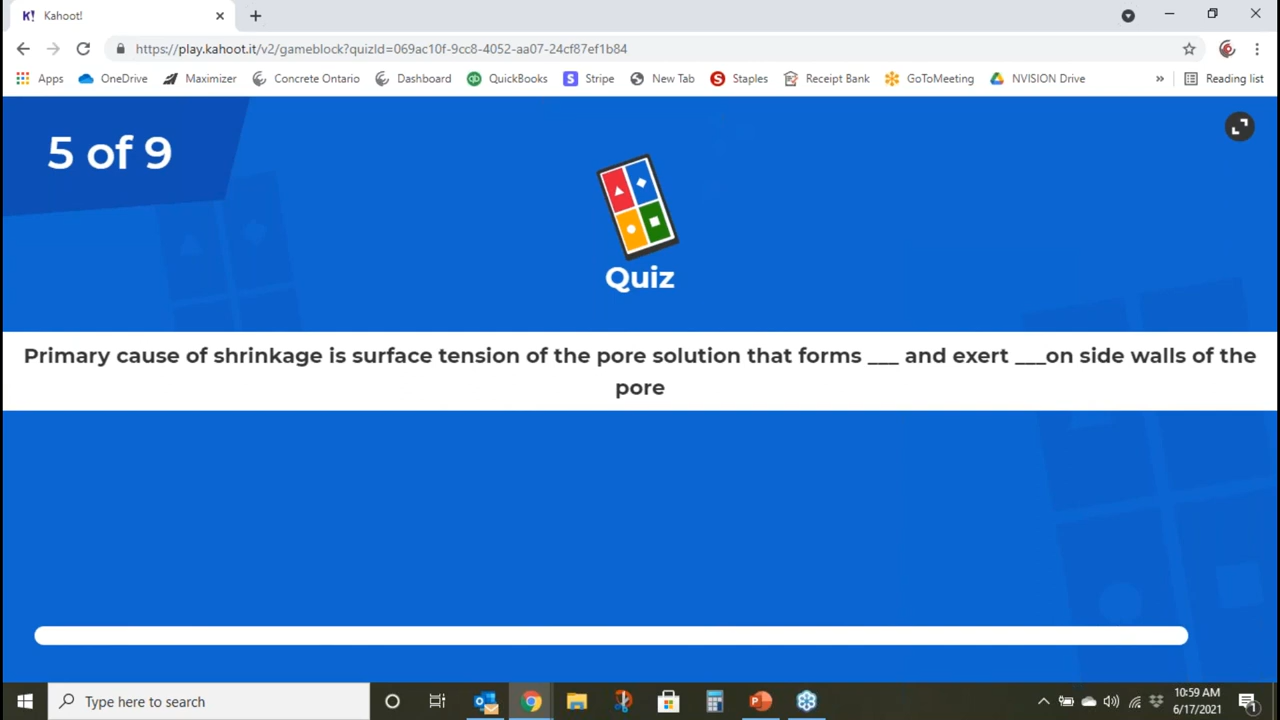 K! Kahoot!
https://play.kahoot.it/v2/gameblock?quizId=069ac10f-9cc8-4052-aa07-24cf87ef1b84
Apps OneDrive Maximizer Concrete Ontario Dashboard QuickBooks Stripe New Tab Staples Receipt Bank GoToMeeting NVISION Drive » Reading list
5 of 9
Quiz
Primary cause of shrinkage is surface tension of the pore solution that forms ___ and exert ___on side walls of the
pore
Type here to search
10:59 AM
6/17/2021
1